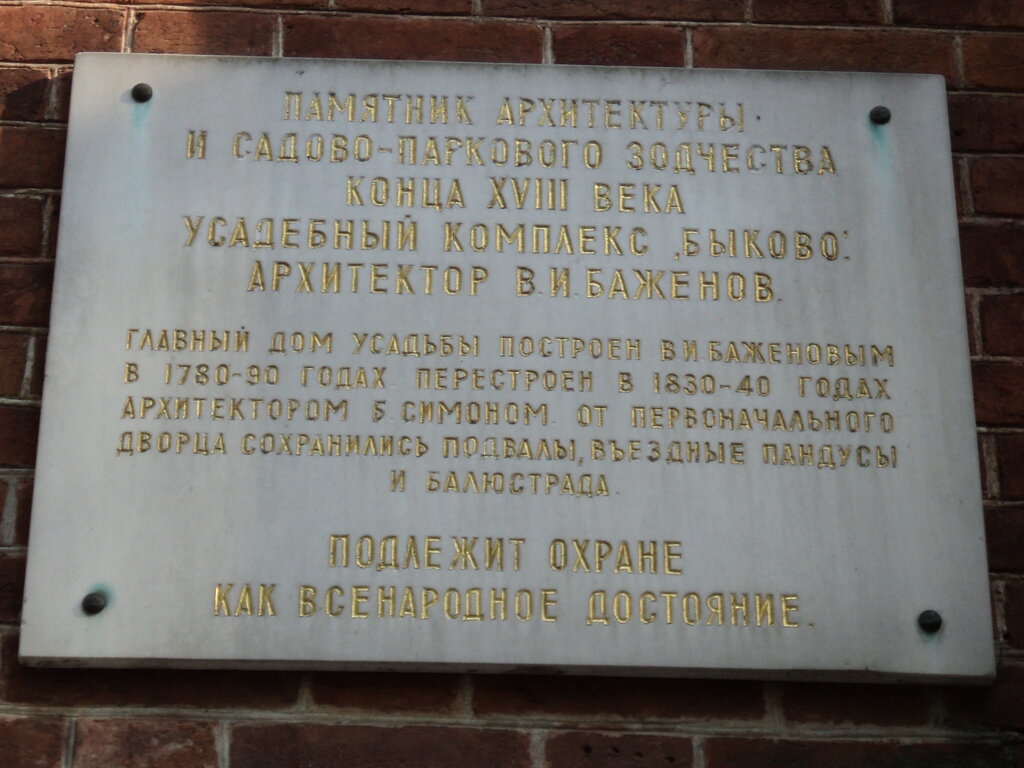 ПАМЯТНИК АРХИТЕКТУРЫ
И САДОВО-ПАРКОВОГО ЗОДЧЕСТВА
КОНЦА XVIII ВЕКА
УСАДЕБНЫЙ КОМПЛЕКС „БЫКОВО".
АРХИТЕКТОР В.И.БАЖЕНОВ.
ГЛАВНЫЙ ДОМ УСАДЬБЫ ПОСТРОЕН В.И.БАЖЕНОВЫМ
В 1780-90 ГОДАХ ПЕРЕСТРОЕН В 1830-40 ГОДАХ
АРХИТЕКТОРОМ Б.СИМОНОМ. ОТ ПЕРВОНАЧАЛЬНОГО
ДВОРЦА СОХРАНИЛИСЬ ПОДВАЛЫ, ВЪЕЗДНЫЕ ПАНДУСЫ
И БАЛЮСТРАДА.
ПОДЛЕЖИТ ОХРАНЕ
КАК ВСЕНАРОДНОЕ ДОСТОЯНИЕ.